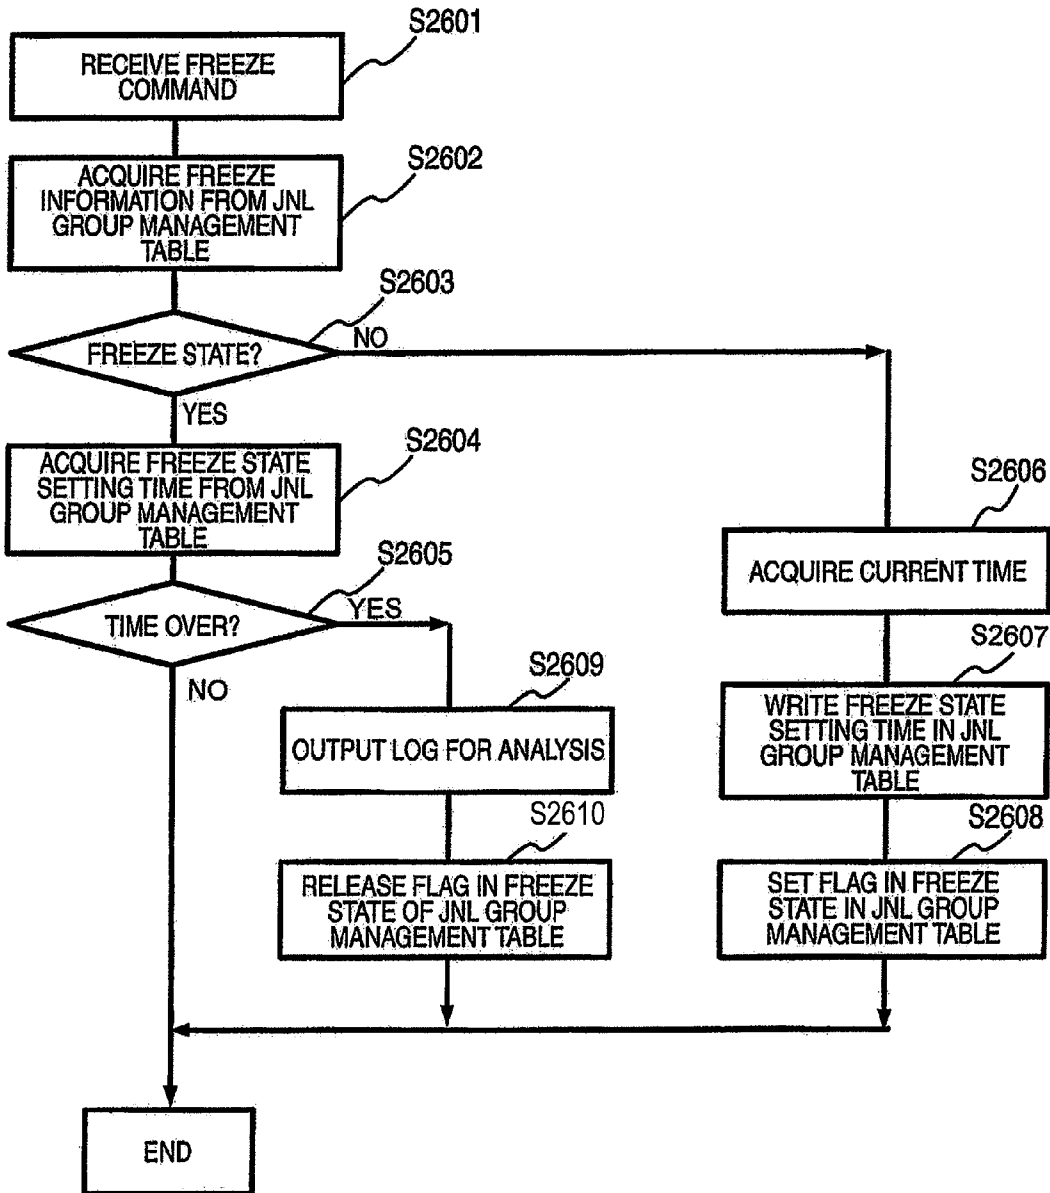 S2601
RECEIVE FREEZE
COMMAND
S2602
ACQUIRE FREEZE
INFORMATION FROM JNL
GROUP MANAGEMENT
TABLE
S2603
FREEZE STATE?
NO
YES
S2604
ACQUIRE FREEZE STATE
SETTING TIME FROM JNL
GROUP MANAGEMENT
TABLE
S2605
TIME OVER?
YES
NO
S2606
ACQUIRE CURRENT TIME
S2607
WRITE FREEZE STATE
SETTING TIME IN JNL
GROUP MANAGEMENT
TABLE
S2609
OUTPUT LOG FOR ANALYSIS
S2610
RELEASE FLAG IN FREEZE
STATE OF JNL GROUP
MANAGEMENT TABLE
S2608
SET FLAG IN FREEZE
STATE IN JNL GROUP
MANAGEMENT TABLE
END